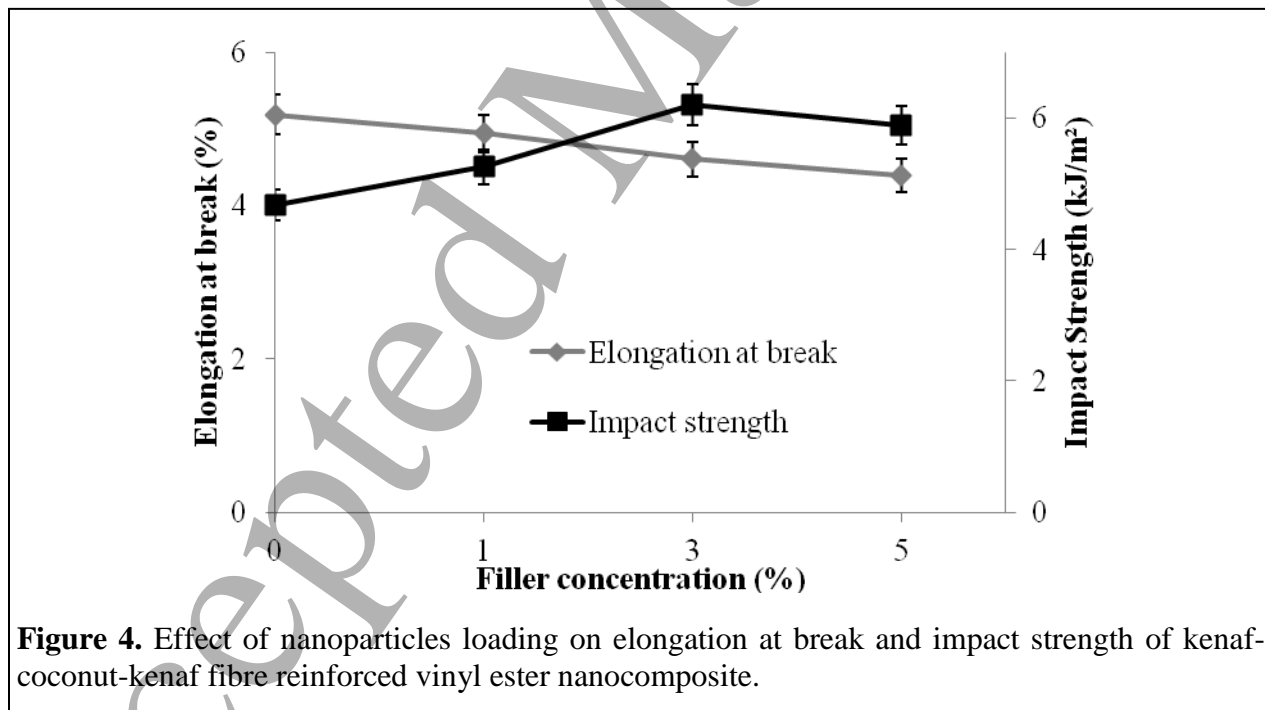 6
4
2
0
Elongation at break (%)
6
4
2
0
Impact Strength (kJ/m²)
Elongation at break
Impact strength
0 1 3 5
Filler concentration (%)
Figure 4. Effect of nanoparticles loading on elongation at break and impact strength of kenaf-
coconut-kenaf fibre reinforced vinyl ester nanocomposite.
cepted Ma